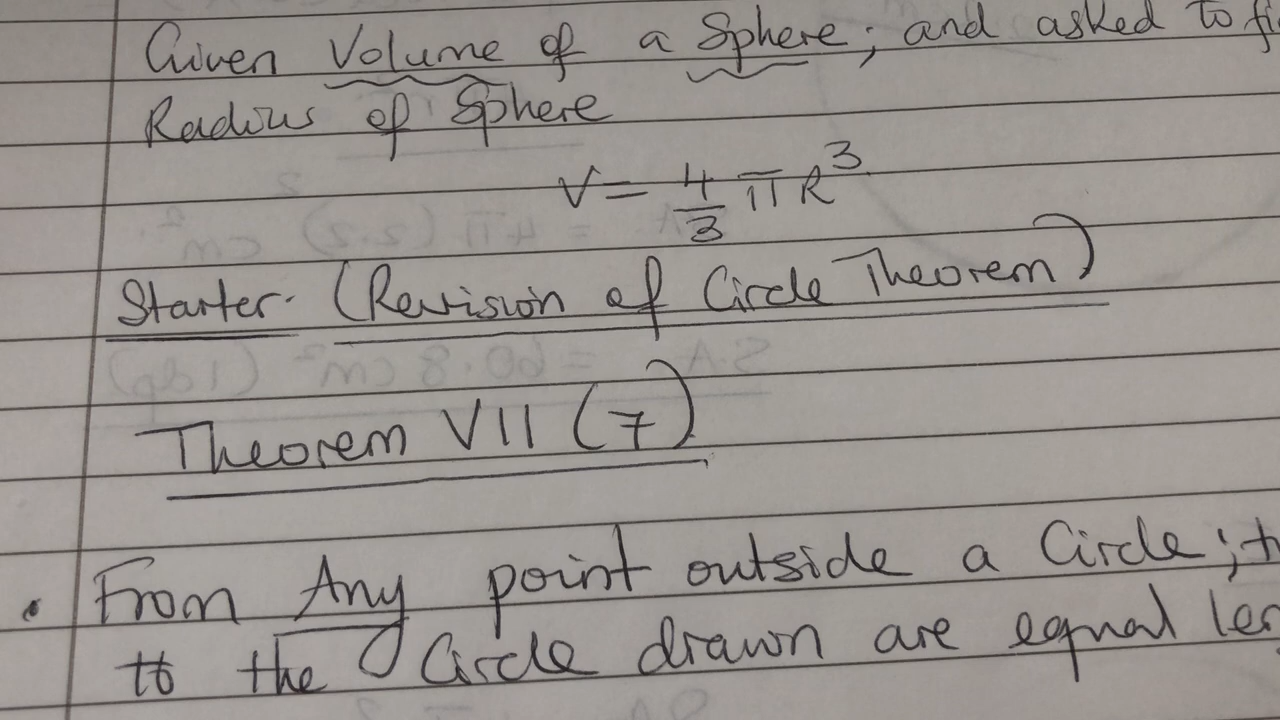 Given Volume of a Sphere; and asked to
Radius of Sphere
V = 4/3 π R³
Starter. (Revision of Circle Theorem)
Theorem VII (7)
• From Any point outside a Circle;
to the Circle drawn are equal